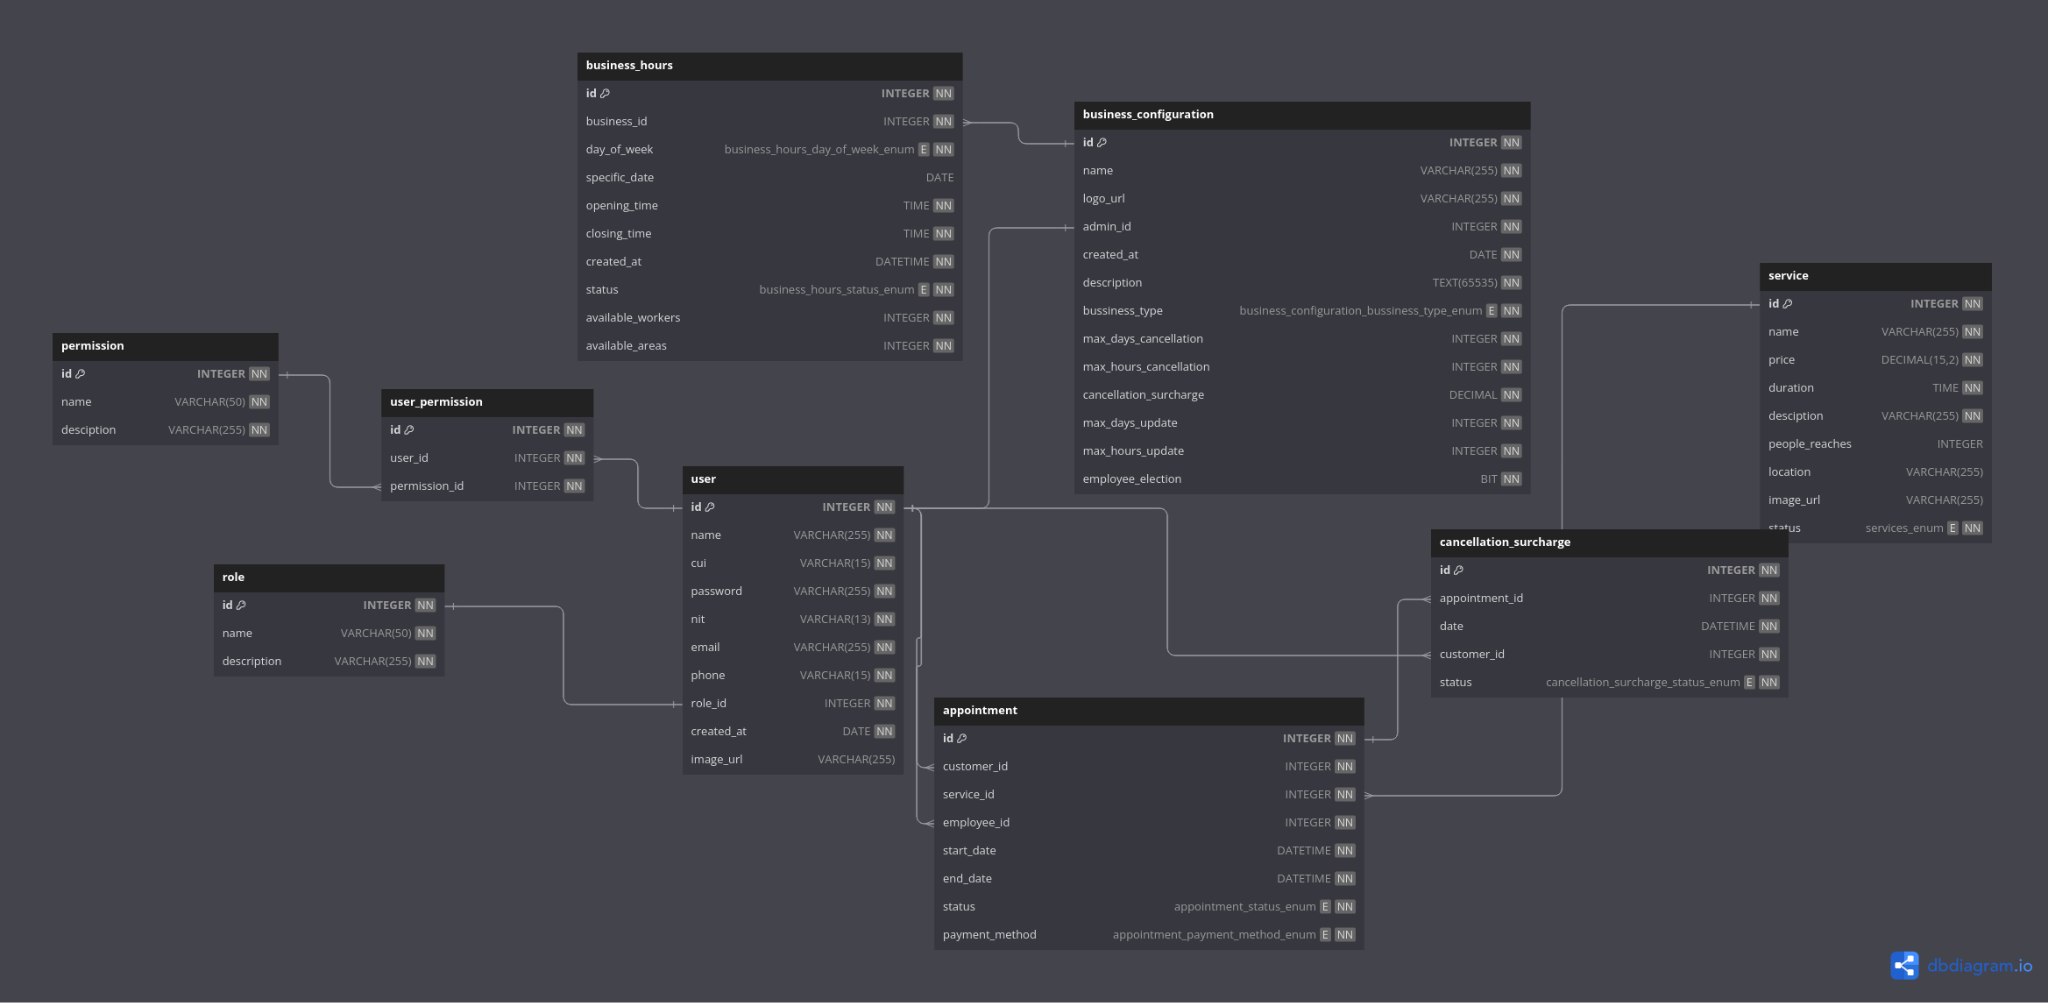 business_hours
id INTEGER NN
business_id INTEGER NN
day_of_week business_hours_day_of_week_enum E NN
specific_date DATE
opening_time TIME NN
closing_time TIME NN
created_at DATETIME NN
status business_hours_status_enum E NN
available_workers INTEGER NN
available_areas INTEGER NN
business_configuration
id INTEGER NN
name VARCHAR(255) NN
logo_url VARCHAR(255) NN
admin_id INTEGER NN
created_at DATE NN
description TEXT(65535) NN
bussiness_type business_configuration_bussiness_type_enum E NN
max_days_cancellation INTEGER NN
max_hours_cancellation INTEGER NN
cancellation_surcharge DECIMAL NN
max_days_update INTEGER NN
max_hours_update INTEGER NN
employee_election BIT NN
service
id INTEGER NN
name VARCHAR(255) NN
price DECIMAL(15,2) NN
duration TIME NN
desciption VARCHAR(255) NN
people_reaches INTEGER
location VARCHAR(255)
image_url VARCHAR(255)
status services_enum E NN
permission
id INTEGER NN
name VARCHAR(50) NN
desciption VARCHAR(255) NN
user_permission
id INTEGER NN
user_id INTEGER NN
permission_id INTEGER NN
user
id INTEGER NN
name VARCHAR(255) NN
cui VARCHAR(15) NN
password VARCHAR(255) NN
nit VARCHAR(13) NN
email VARCHAR(255) NN
phone VARCHAR(15) NN
role_id INTEGER NN
created_at DATE NN
image_url VARCHAR(255)
role
id INTEGER NN
name VARCHAR(50) NN
description VARCHAR(255) NN
cancellation_surcharge
id INTEGER NN
appointment_id INTEGER NN
date DATETIME NN
customer_id INTEGER NN
status cancellation_surcharge_status_enum E NN
appointment
id INTEGER NN
customer_id INTEGER NN
service_id INTEGER NN
employee_id INTEGER NN
start_date DATETIME NN
end_date DATETIME NN
status appointment_status_enum E NN
payment_method appointment_payment_method_enum E NN
dbdiagram.io